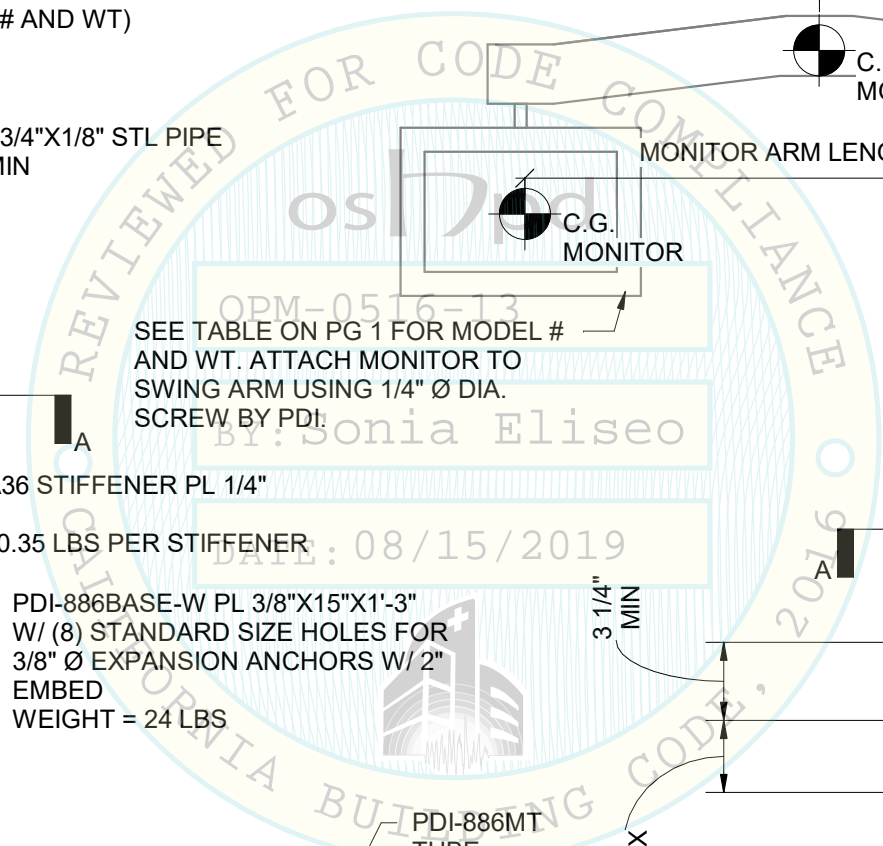 # AND WT)
C.
MO
3/4"X1/8" STL PIPE
MIN
MONITOR ARM LENG
C.G.
MONITOR
SEE TABLE ON PG 1 FOR MODEL #
AND WT. ATTACH MONITOR TO
SWING ARM USING 1/4" Ø DIA.
SCREW BY PDI.
A
A36 STIFFENER PL 1/4"
0.35 LBS PER STIFFENER
A
PDI-886BASE-W PL 3/8"X15"X1'-3"
W/ (8) STANDARD SIZE HOLES FOR
3/8" Ø EXPANSION ANCHORS W/ 2"
EMBED
WEIGHT = 24 LBS
3 1/4"
MIN
PDI-886MT
TUBE
X
REVIEWED FOR CODE COMPLIANCE
oshpd
OPM-0516-13
BY: Sonia Eliseo
DATE: 08/15/2019
CALIFORNIA BUILDING CODE, 2016